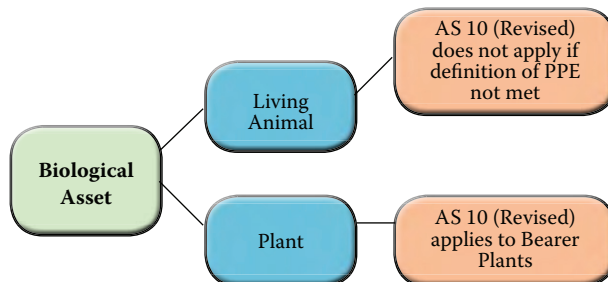 Biological
Asset
Living
Animal
AS 10 (Revised)
does not apply if
definition of PPE
not met
Plant
AS 10 (Revised)
applies to Bearer
Plants